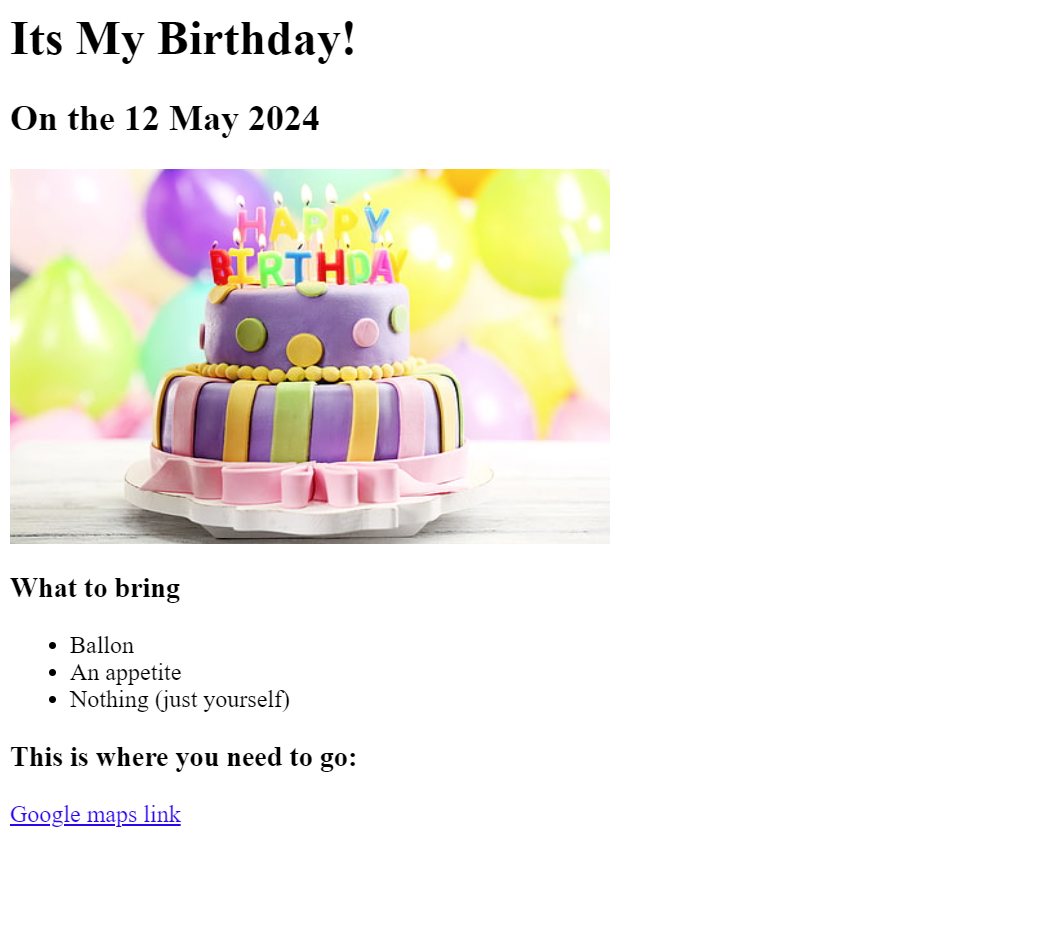 Its My Birthday!
On the 12 May 2024
HAPPY
BIRTHDAY
What to bring
Ballon
An appetite
Nothing (just yourself)
This is where you need to go:
Google maps link